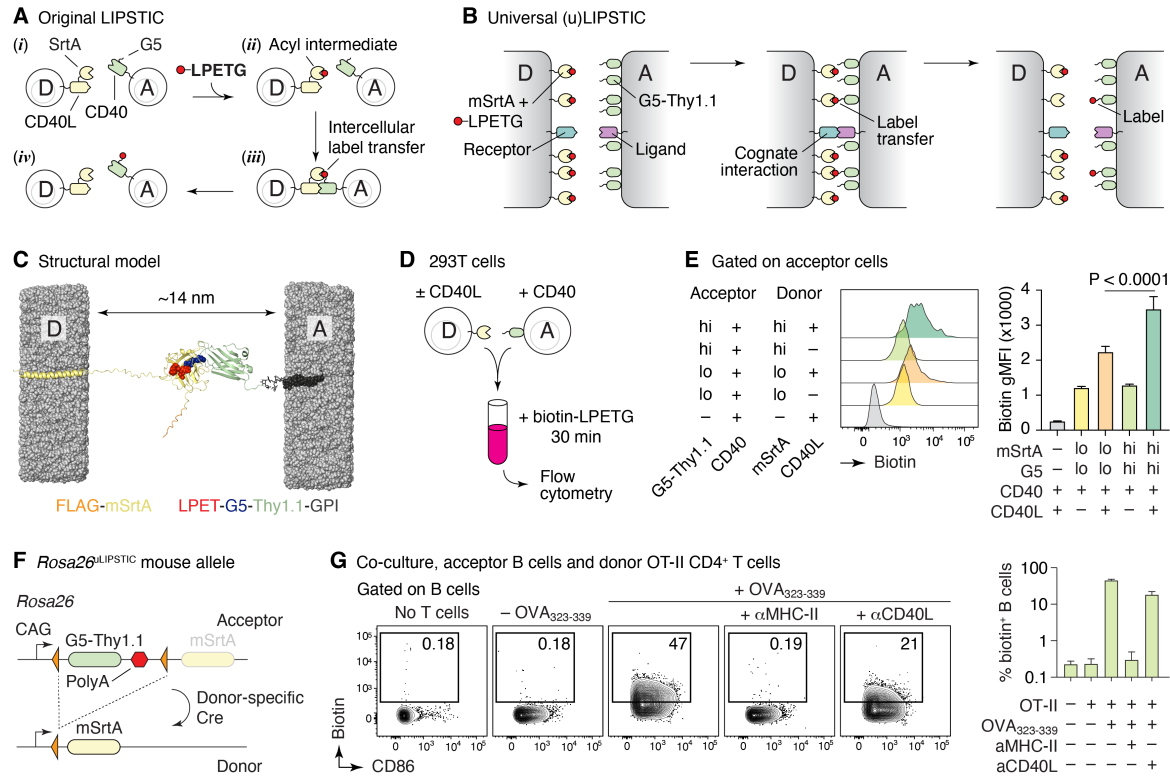 A Original LIPSTIC
(i) SrtA G5
D A
CD40L CD40
LPETG
(ii) Acyl intermediate
D A
Intercellular
label transfer
(iv) (iii)
D A D A
B Universal (u)LIPSTIC
D A D A D A
mSrtA +
LPETG
Receptor
G5-Thy1.1
Ligand
Cognate
interaction
Label
transfer
Label
C Structural model
~14 nm
D A
FLAG-mSrtA LPET-G5-Thy1.1-GPI
D 293T cells
± CD40L + CD40
D A
+ biotin-LPETG
30 min
Flow
cytometry
E Gated on acceptor cells
Acceptor Donor
hi + hi +
hi + hi –
lo + lo +
lo + lo –
– + – +
G5-Thy1.1 CD40 mSrtA CD40L
0 10³ 10⁴ 10⁵
Biotin
P < 0.0001
Biotin gMFI (x1000)
4
3
2
1
0
mSrtA – lo lo hi hi
G5 – lo lo hi hi
CD40 + + + + +
CD40L + – + – +
F Rosa26uLIPSTIC mouse allele
Rosa26
CAG G5-Thy1.1 Acceptor
mSrtA
PolyA
Donor-specific
Cre
mSrtA
Donor
G Co-culture, acceptor B cells and donor OT-II CD4⁺ T cells
Gated on B cells
+ OVA323-339
No T cells – OVA323-339 + αMHC-II + αCD40L
0.18 0.18 47 0.19 21
10⁵
10⁴
10³
0
Biotin
0 10³ 10⁴ 10⁵ 0 10³ 10⁴ 10⁵ 0 10³ 10⁴ 10⁵ 0 10³ 10⁴ 10⁵ 0 10³ 10⁴ 10⁵
CD86
% biotin⁺ B cells
100
10
1
0.1
OT-II – + + + +
OVA323-339 – – + + +
aMHC-II – – – + –
aCD40L – – – – +